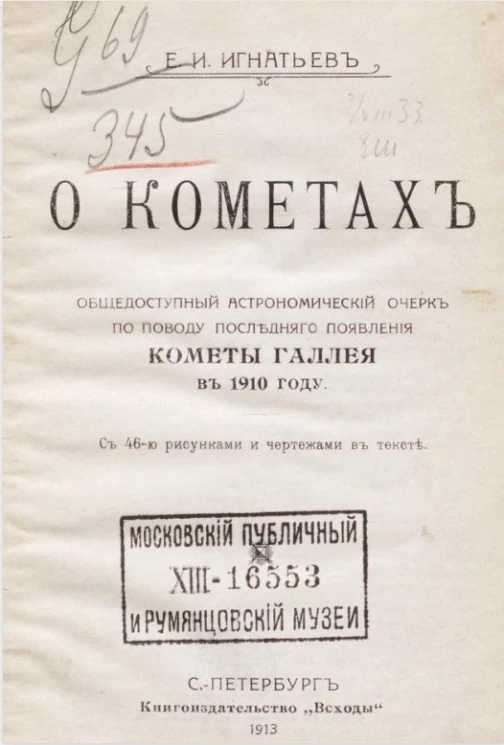 У 69
345
Е. И. ИГНАТЬЕВЪ
О КОМЕТАХЪ
ОБЩЕДОСТУПНЫЙ АСТРОНОМИЧЕСКІЙ ОЧЕРКЪ
ПО ПОВОДУ ПОСЛѢДНЯГО ПОЯВЛЕНІЯ
КОМЕТЫ ГАЛЛЕЯ
ВЪ 1910 ГОДУ.
Съ 46-ю рисунками и чертежами въ текстѣ.
МОСКОВСКІЙ ПУБЛИЧНЫЙ
XIII-16553
И РУМЯНЦОВСКІЙ МУЗЕИ
С.-ПЕТЕРБУРГЪ
Книгоиздательство „Всходы“
1913